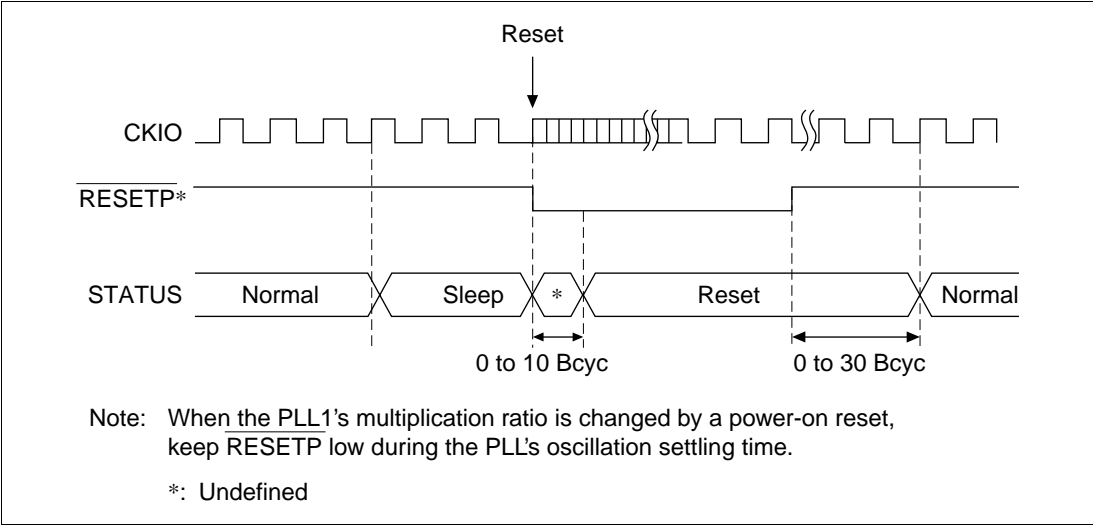 Reset
CKIO
RESETP*
STATUS Normal Sleep * Reset Normal
0 to 10 Bcyc 0 to 30 Bcyc
Note: When the PLL1's multiplication ratio is changed by a power-on reset,
keep RESETP low during the PLL's oscillation settling time.
*: Undefined